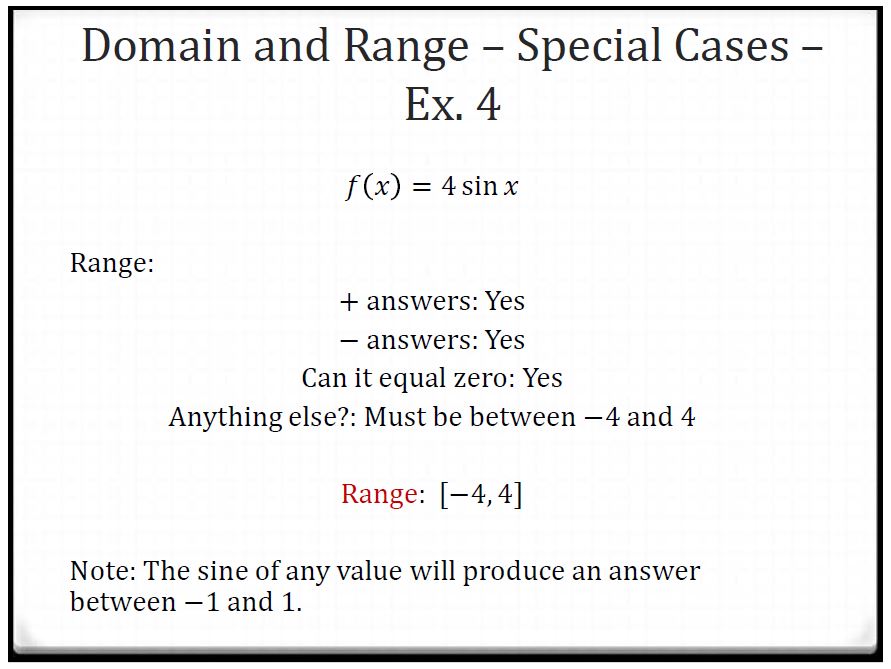 Domain and Range – Special Cases –
Ex. 4
f(x) = 4 sin x
Range:
+ answers: Yes
− answers: Yes
Can it equal zero: Yes
Anything else?: Must be between −4 and 4
Range: [−4, 4]
Note: The sine of any value will produce an answer
between −1 and 1.